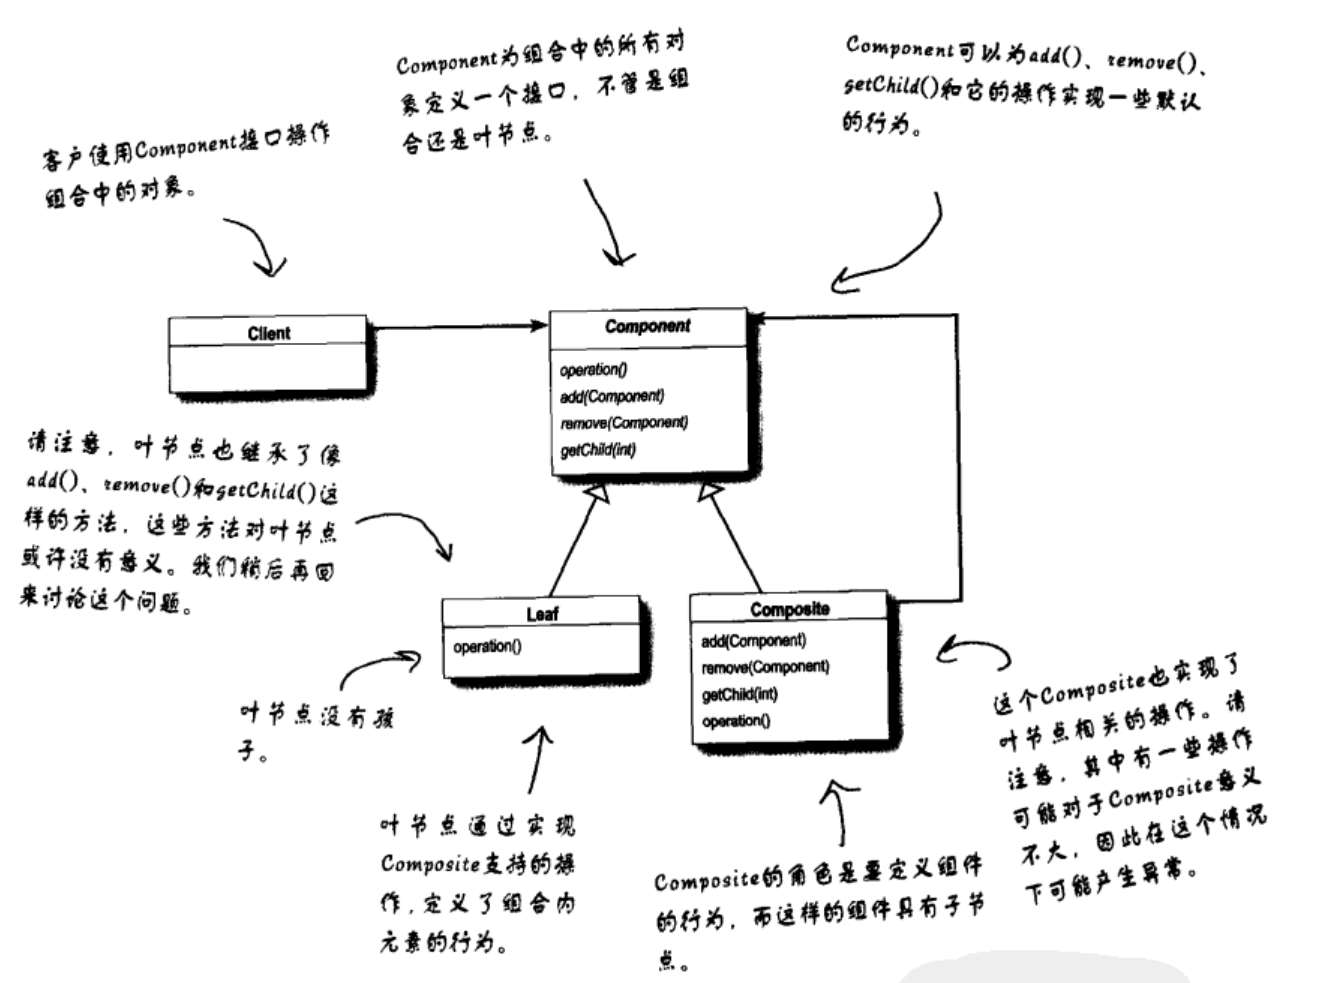 Component为组合中的所有对
象定义一个接口，不管是组
合还是叶节点。
Component可以为add()、remove()、
getChild()和它的操作实现一些默认
的行为。
客户使用Component接口操作
组合中的对象。
Client
Component
operation()
add(Component)
remove(Component)
getChild(int)
请注意，叶节点也继承了像
add()、remove()和getChild()这
样的方法，这些方法对叶节点
或许没有意义。我们稍后再回
来讨论这个问题。
Leaf
operation()
Composite
add(Component)
remove(Component)
getChild(int)
operation()
叶节点没有孩
子。
这个Composite也实现了
叶节点相关的操作。请
注意，其中有一些操作
可能对于Composite意义
不大，因此在这个情况
下可能产生异常。
叶节点通过实现
Composite支持的操
作，定义了组合内
元素的行为。
Composite的角色是要定义组件
的行为，而这样的组件具有子节
点。